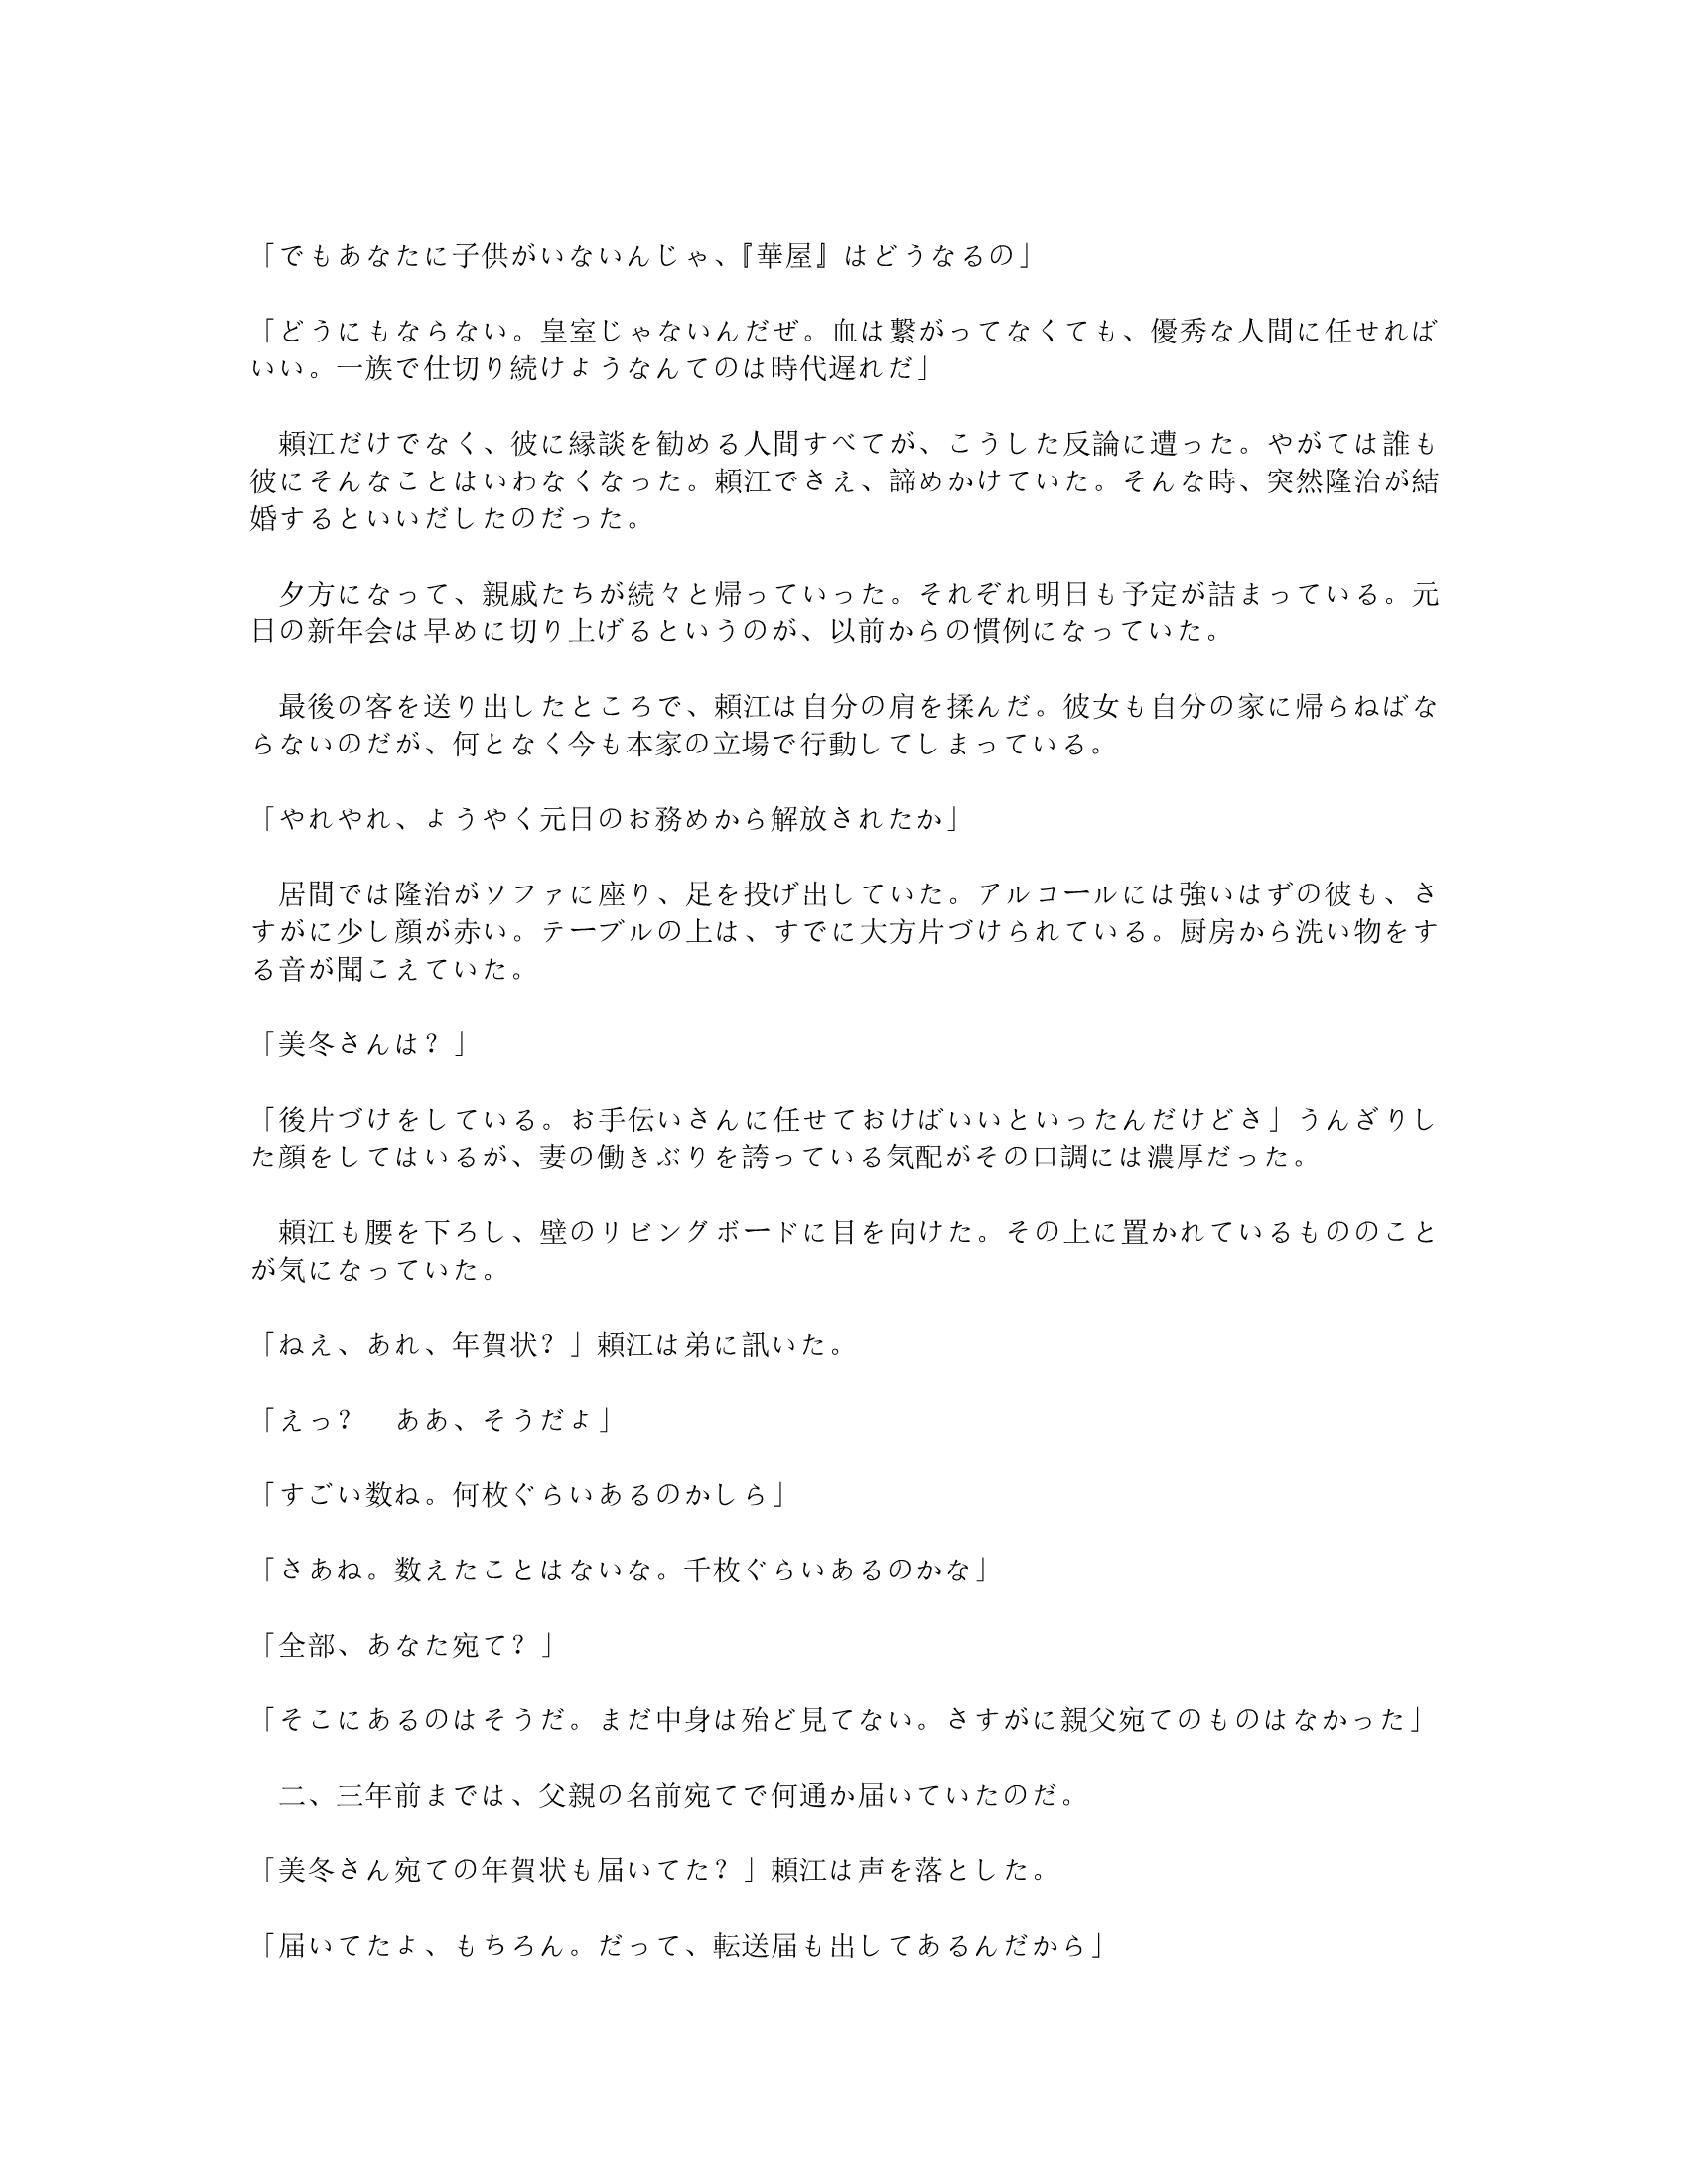 「でもあなたに子供がいないんじゃ、『華屋』はどうなるの」
「どうにもならない。皇室じゃないんだぜ。血は繋がってなくても、優秀な人間に任せれば
いい。一族で仕切り続けようなんてのは時代遅れだ」
　頼江だけでなく、彼に縁談を勧める人間すべてが、こうした反論に遭った。やがては誰も
彼にそんなことはいわなくなった。頼江でさえ、諦めかけていた。そんな時、突然隆治が結
婚するといいだしたのだった。
　夕方になって、親戚たちが続々と帰っていった。それぞれ明日も予定が詰まっている。元
日の新年会は早めに切り上げるというのが、以前からの慣例になっていた。
　最後の客を送り出したところで、頼江は自分の肩を揉んだ。彼女も自分の家に帰らねばな
らないのだが、何となく今も本家の立場で行動してしまっている。
「やれやれ、ようやく元日のお務めから解放されたか」
　居間では隆治がソファに座り、足を投げ出していた。アルコールには強いはずの彼も、さ
すがに少し顔が赤い。テーブルの上は、すでに大方片づけられている。厨房から洗い物をす
る音が聞こえていた。
「美冬さんは？」
「後片づけをしている。お手伝いさんに任せておけばいいといったんだけどさ」うんざりし
た顔をしてはいるが、妻の働きぶりを誇っている気配がその口調には濃厚だった。
　頼江も腰を下ろし、壁のリビングボードに目を向けた。その上に置かれているもののこと
が気になっていた。
「ねえ、あれ、年賀状？」頼江は弟に訊いた。
「えっ？　ああ、そうだよ」
「すごい数ね。何枚ぐらいあるのかしら」
「さあね。数えたことはないな。千枚ぐらいあるのかな」
「全部、あなた宛て？」
「そこにあるのはそうだ。まだ中身は殆ど見てない。さすがに親父宛てのものはなかった」
　二、三年前までは、父親の名前宛てで何通か届いていたのだ。
「美冬さん宛ての年賀状も届いてた？」頼江は声を落とした。
「届いてたよ、もちろん。だって、転送届も出してあるんだから」